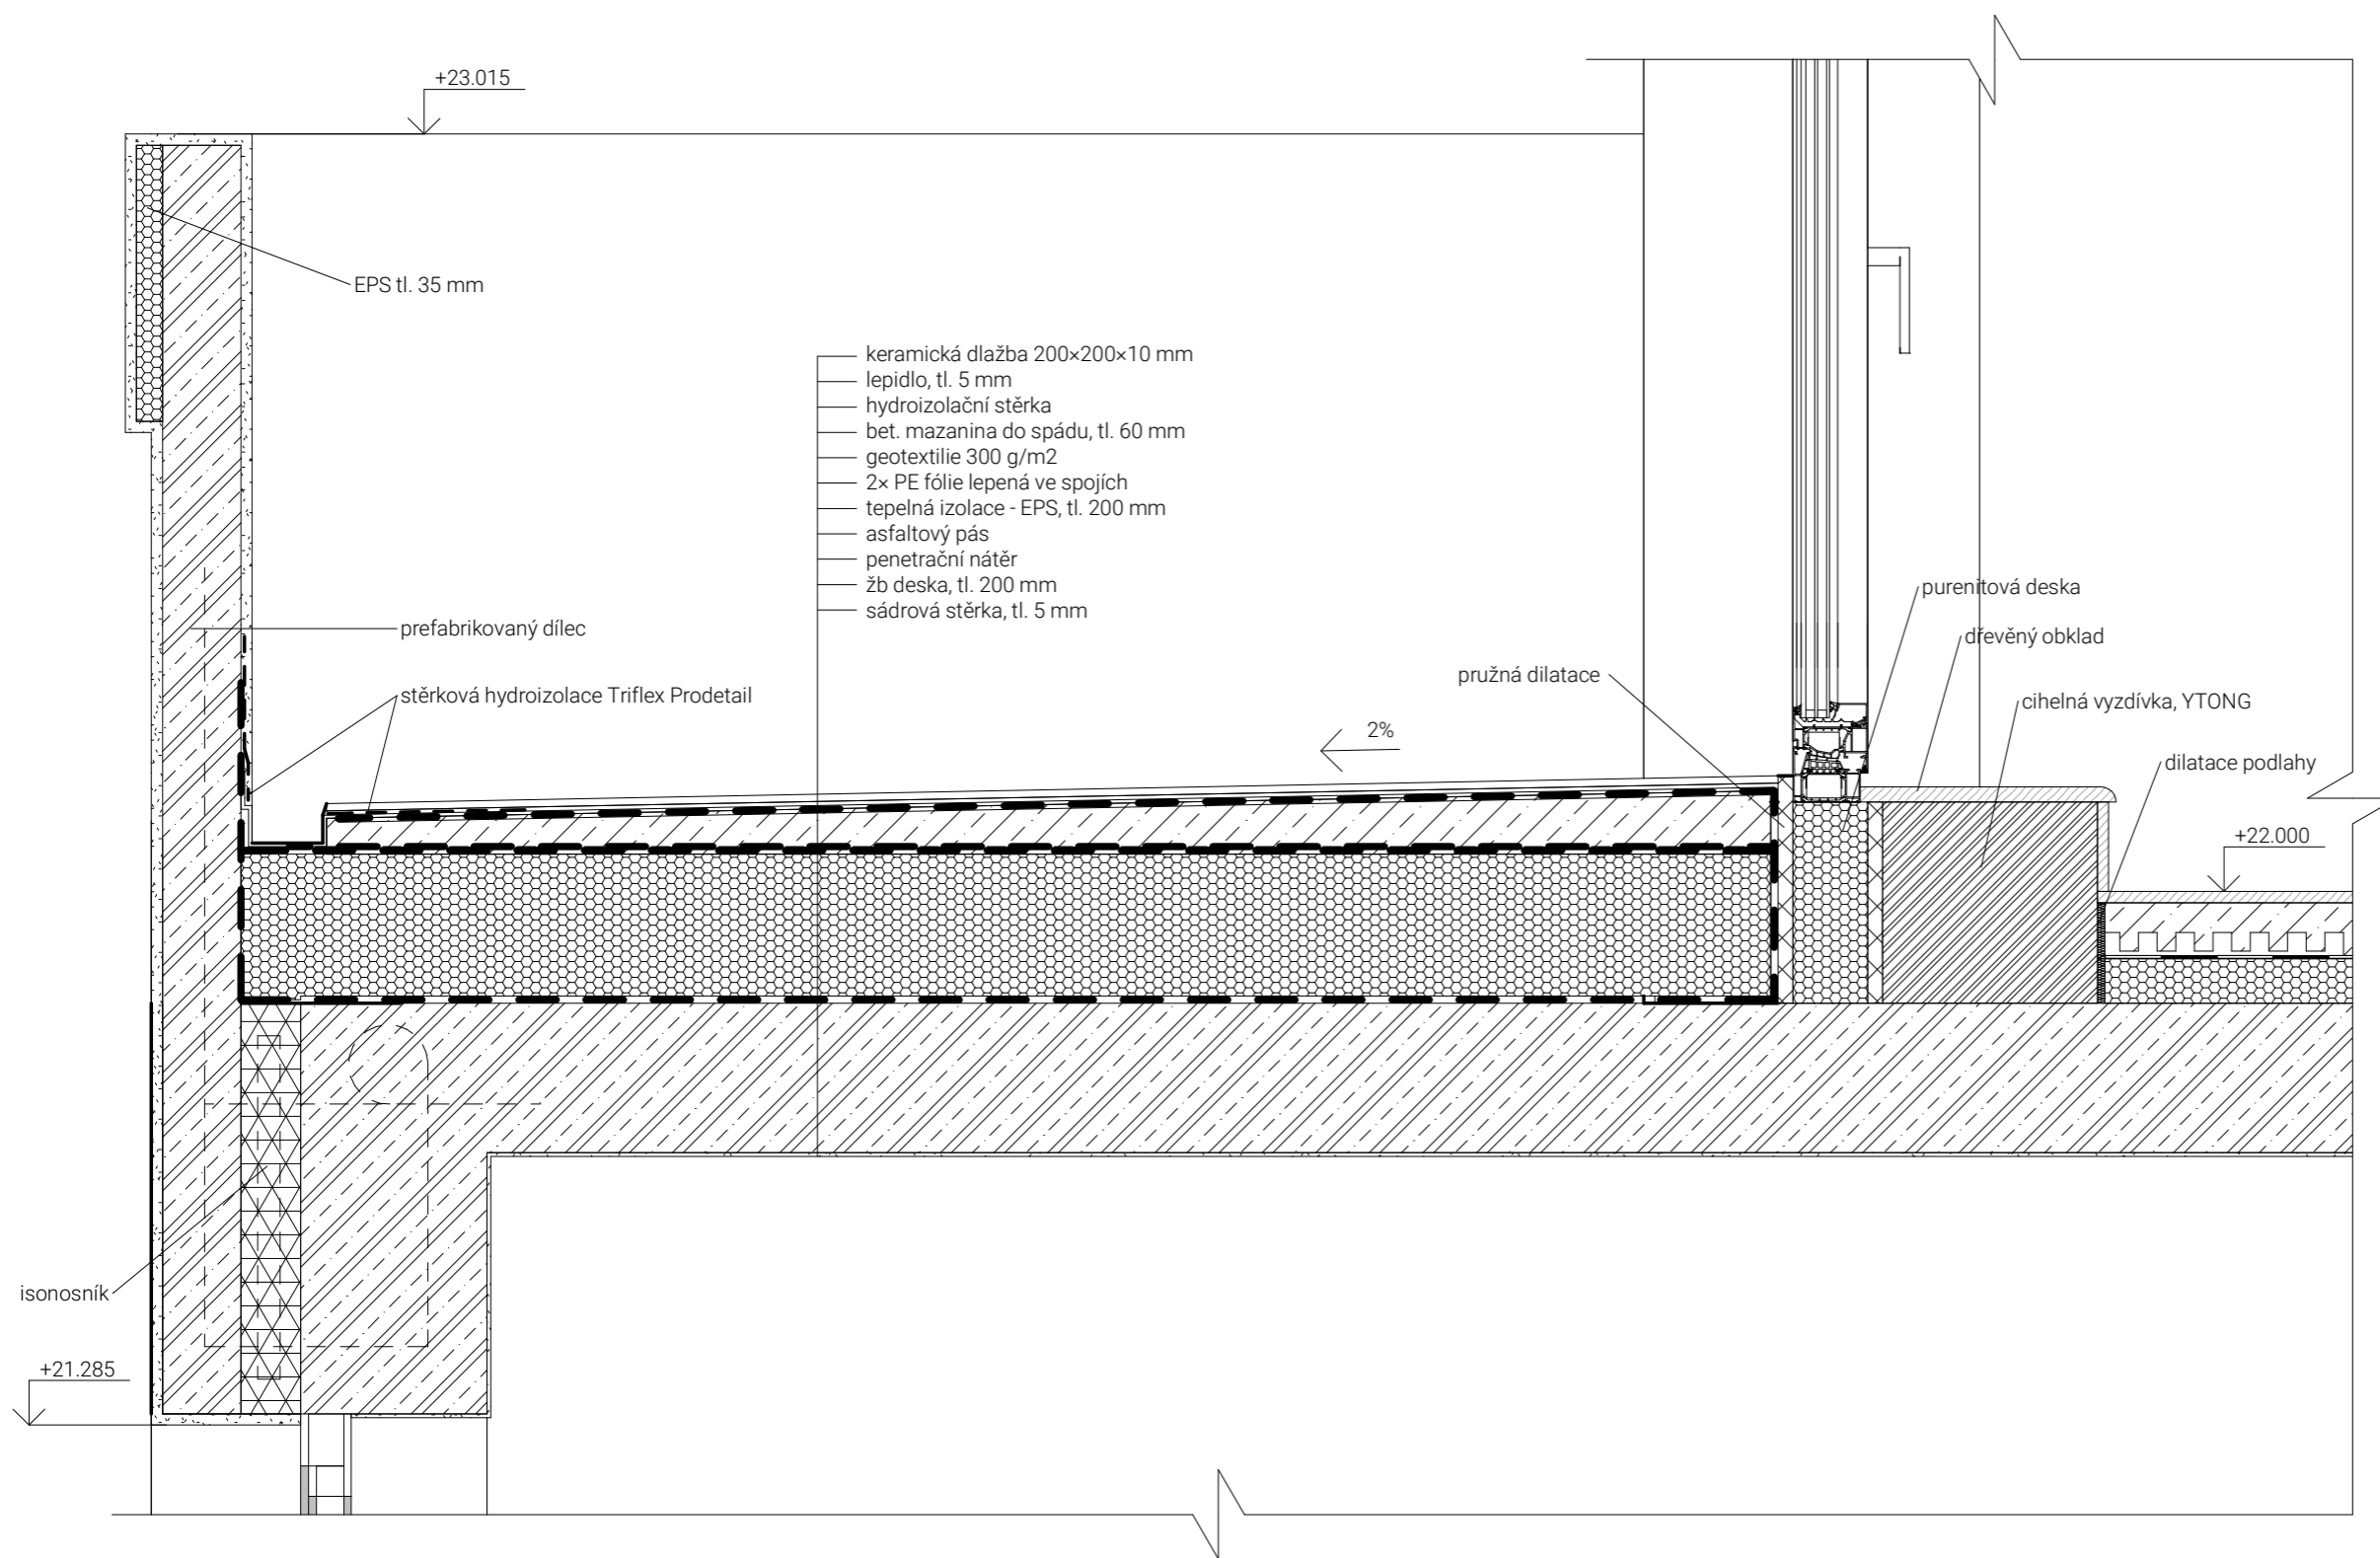 +23.015
EPS tl. 35 mm
keramická dlažba 200×200×10 mm
lepidlo, tl. 5 mm
hydroizolační stěrka
bet. mazanina do spádu, tl. 60 mm
geotextilie 300 g/m2
2× PE fólie lepená ve spojích
tepelná izolace - EPS, tl. 200 mm
asfaltový pás
penetrační nátěr
žb deska, tl. 200 mm
sádrová stěrka, tl. 5 mm
purenitová deska
prefabrikovaný dílec
dřevěný obklad
pružná dilatace
stěrková hydroizolace Triflex Prodetail
cihelná vyzdívka, YTONG
2%
dilatace podlahy
+22.000
isonosník
+21.285